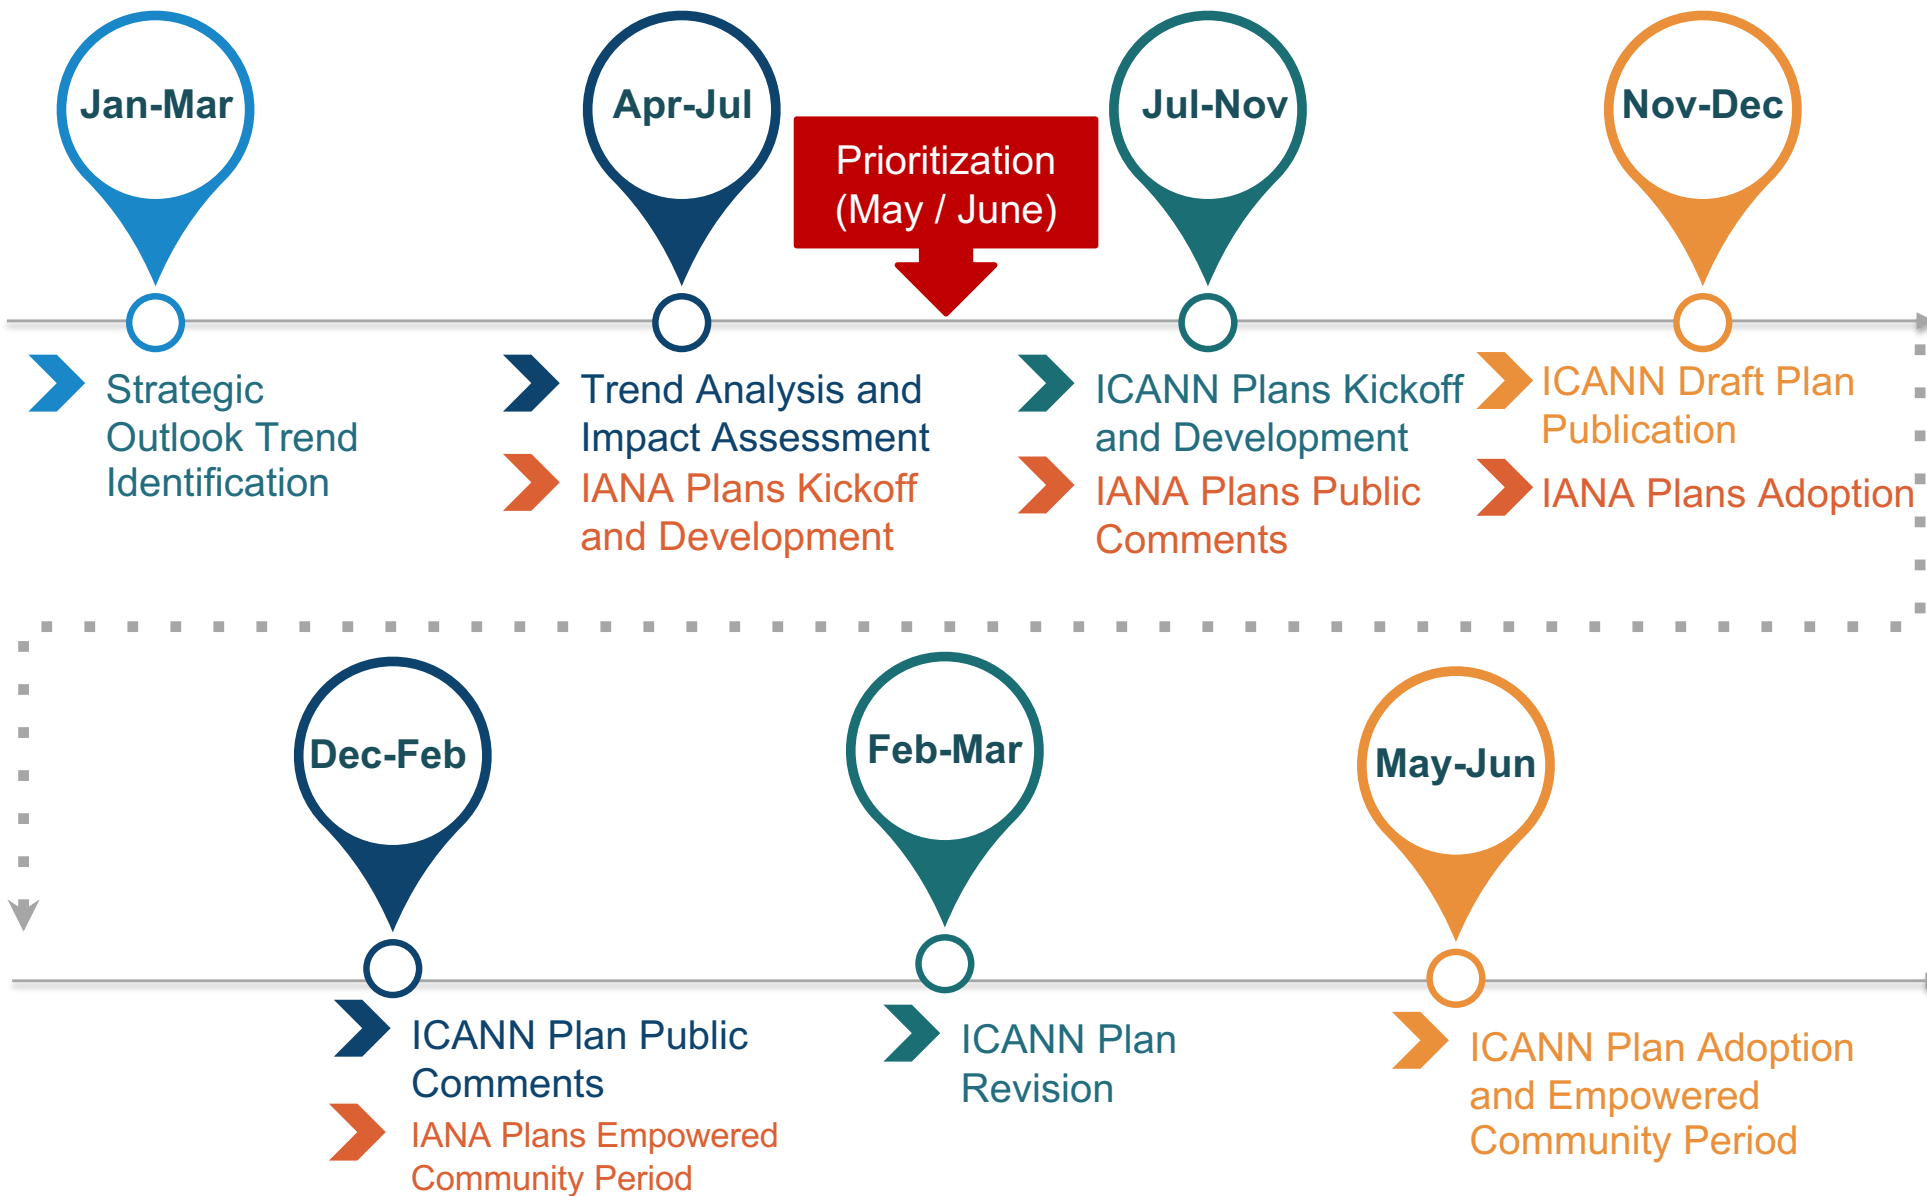 Jan-Mar
Apr-Jul
Prioritization
(May / June)
Jul-Nov
Nov-Dec
Strategic
Outlook Trend
Identification
Trend Analysis and
Impact Assessment
IANA Plans Kickoff
and Development
ICANN Plans Kickoff
and Development
IANA Plans Public
Comments
ICANN Draft Plan
Publication
IANA Plans Adoption
Dec-Feb
Feb-Mar
May-Jun
ICANN Plan Public
Comments
IANA Plans Empowered
Community Period
ICANN Plan
Revision
ICANN Plan Adoption
and Empowered
Community Period